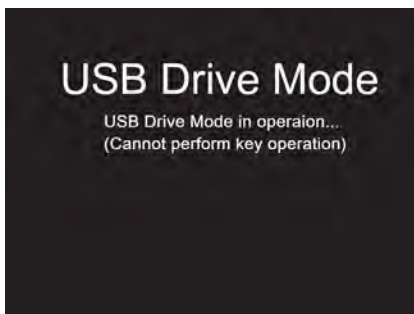 USB Drive Mode
USB Drive Mode in operaion...
(Cannot perform key operation)